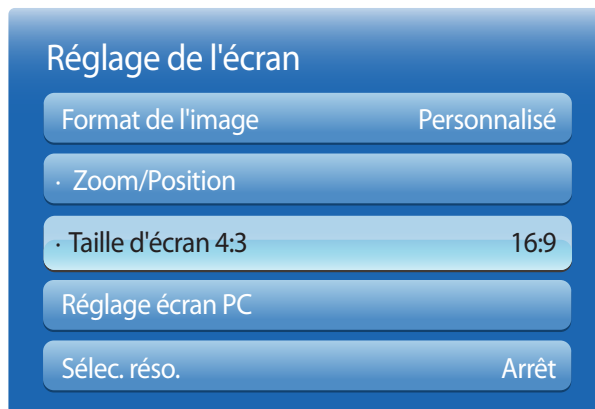 Réglage de l'écran
Format de l'image Personnalisé
· Zoom/Position
· Taille d'écran 4:3 16:9
Réglage écran PC
Sélec. réso. Arrêt